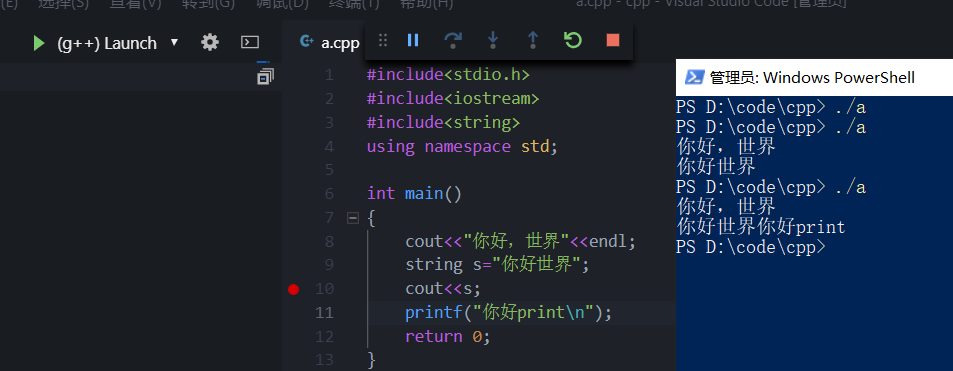 (E) 选择(S) 查看(V) 转到(G) 调试(D) 终端(T) 帮助(H) a.cpp - cpp - Visual Studio Code [管理员]
(g++) Launch
a.cpp
1 #include<stdio.h>
2 #include<iostream>
3 #include<string>
4 using namespace std;
5
6 int main()
7 {
8 cout<<"你好，世界"<<endl;
9 string s="你好世界";
10 cout<<s;
11 printf("你好print\n");
12 return 0;
13 }
管理员: Windows PowerShell
PS D:\code\cpp> ./a
PS D:\code\cpp> ./a
你好，世界
你好世界
PS D:\code\cpp> ./a
你好，世界
你好世界你好print
PS D:\code\cpp>